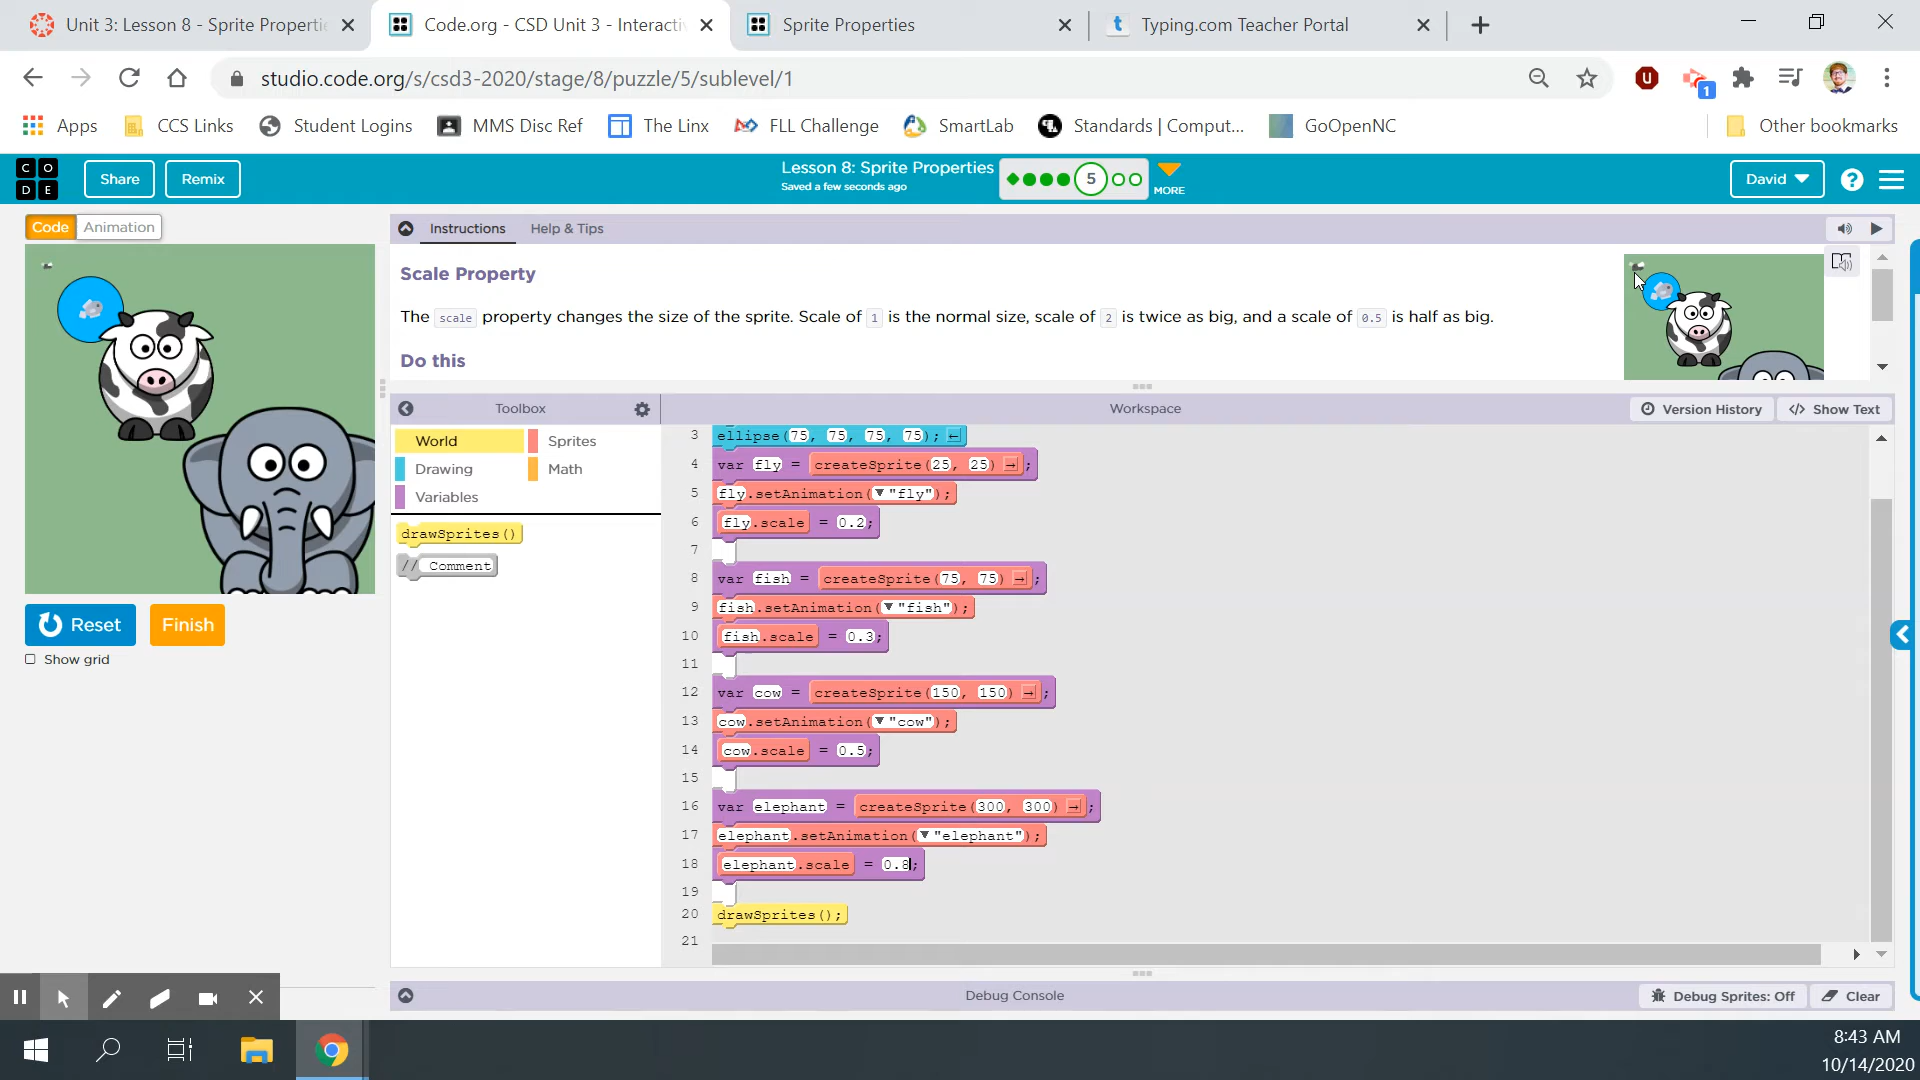 Unit 3: Lesson 8 - Sprite Properti
Code.org - CSD Unit 3 - Interacti
Sprite Properties
t Typing.com Teacher Portal
studio.code.org/s/csd3-2020/stage/8/puzzle/5/sublevel/1
U
1
Apps
CCS Links
Student Logins
MMS Disc Ref
The Linx
FLL Challenge
SmartLab
Standards | Comput...
GoOpenNC
Other bookmarks
C O
D E
Share
Remix
Lesson 8: Sprite Properties
Saved a few seconds ago
5
MORE
David
?
Code
Animation
Instructions
Help & Tips
Scale Property
The scale property changes the size of the sprite. Scale of 1 is the normal size, scale of 2 is twice as big, and a scale of 0.5 is half as big.
Do this
Toolbox
Workspace
Version History
</> Show Text
World
Sprites
Drawing
Math
Variables
drawSprites()
// Comment
3 ellipse(75, 75, 75, 75);
4 var fly = createSprite(25, 25);
5 fly.setAnimation("fly");
6 fly.scale = 0.2;
7
8 var fish = createSprite(75, 75);
9 fish.setAnimation("fish");
10 fish.scale = 0.3;
11
12 var cow = createSprite(150, 150);
13 cow.setAnimation("cow");
14 cow.scale = 0.5;
15
16 var elephant = createSprite(300, 300);
17 elephant.setAnimation("elephant");
18 elephant.scale = 0.8;
19
20 drawSprites();
21
Reset
Finish
Show grid
Debug Console
Debug Sprites: Off
Clear
8:43 AM
10/14/2020